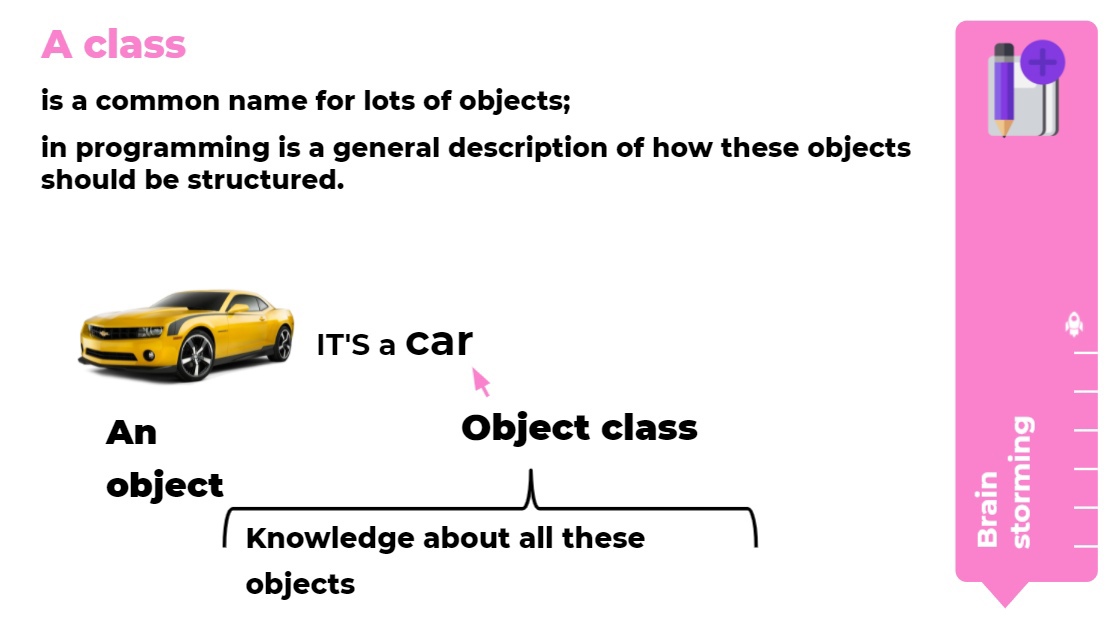 A class
is a common name for lots of objects;
in programming is a general description of how these objects
should be structured.
IT'S a car
An
object
Object class
Knowledge about all these
objects
Brain
storming